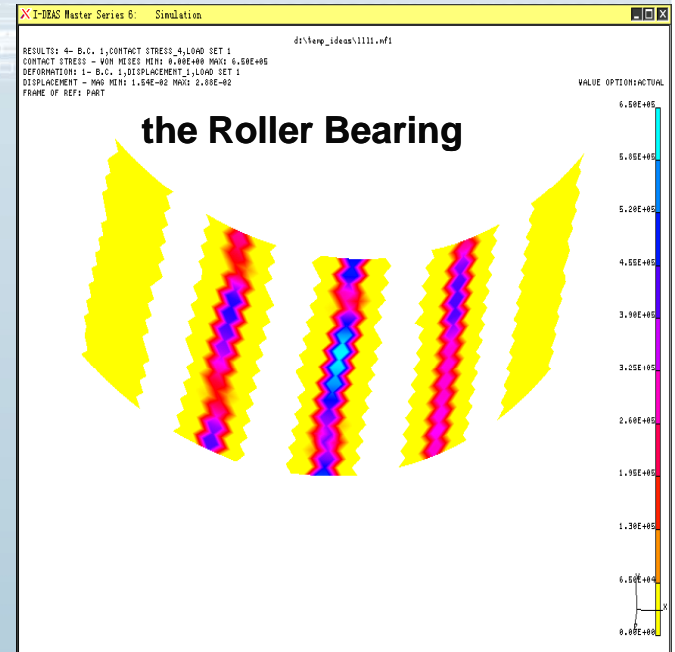 X I-DEAS Master Series 6: Simulation
d:\temp_ideas\1111.mf1
RESULTS: 4- B.C. 1,CONTACT STRESS_4,LOAD SET 1
CONTACT STRESS - VON MISES MIN: 0.00E+00 MAX: 6.50E+05
DEFORMATION: 1- B.C. 1,DISPLACEMENT_1,LOAD SET 1
DISPLACEMENT - MAG MIN: 1.54E-02 MAX: 2.88E-02
FRAME OF REF: PART
VALUE OPTION:ACTUAL
the Roller Bearing
6.50E+05
5.85E+05
5.20E+05
4.55E+05
3.90E+05
3.25E+05
2.60E+05
1.95E+05
1.30E+05
6.50E+04
0.00E+00
Y
X